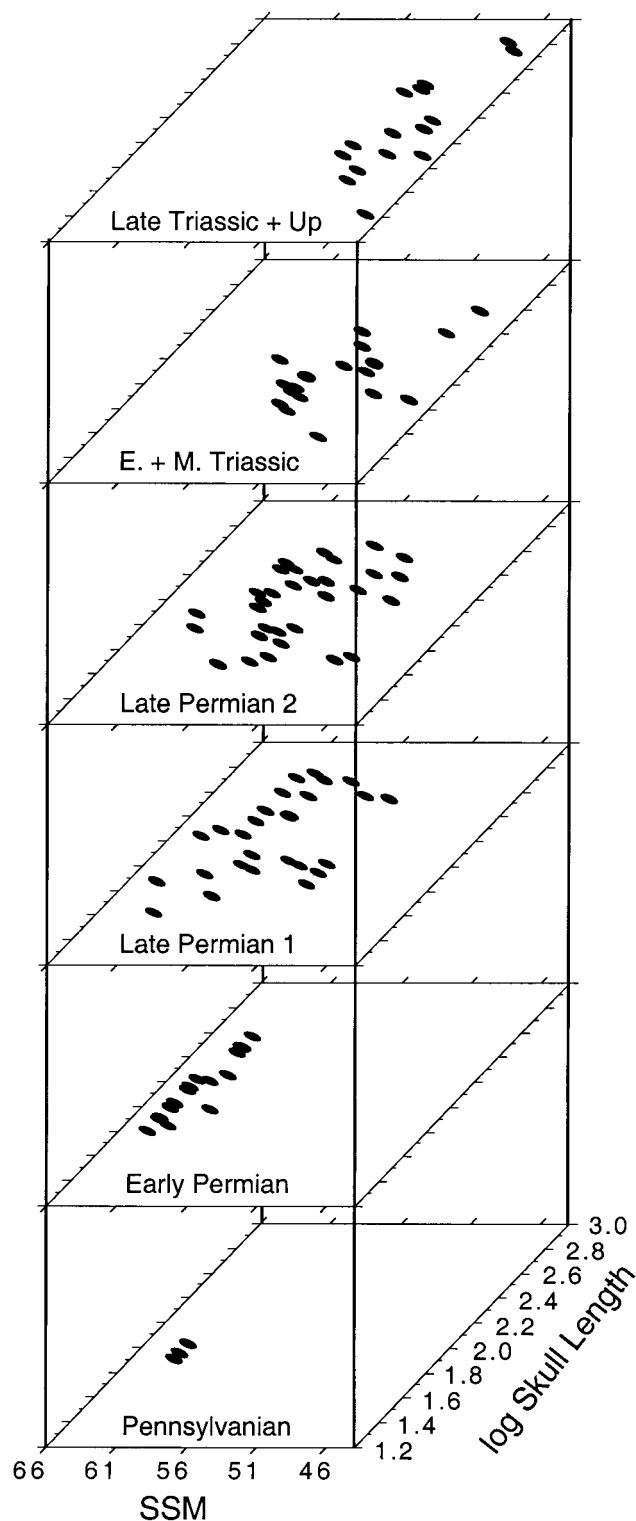 Late Triassic + Up
E. + M. Triassic
Late Permian 2
Late Permian 1
Early Permian
Pennsylvanian
3.0
2.8
2.6
2.4
2.2
2.0
1.8
1.6
1.4
1.2
log Skull Length
66 61 56 51 46
SSM